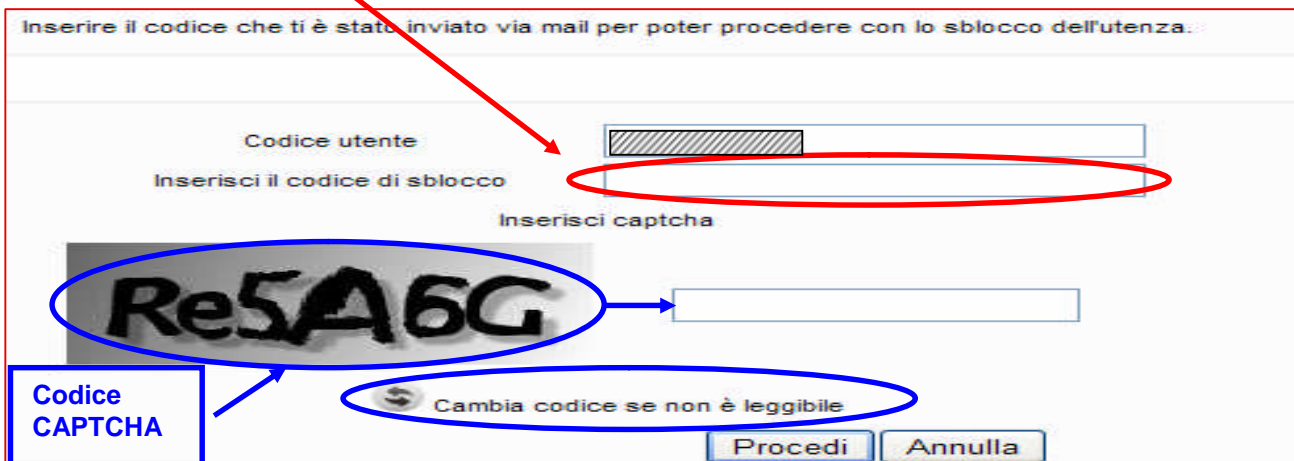 Inserire il codice che ti è stato inviato via mail per poter procedere con lo sblocco dell'utenza.
Codice utente
Inserisci il codice di sblocco
Inserisci captcha
Re5A6G
Codice
CAPTCHA
Cambia codice se non è leggibile
Procedi Annulla